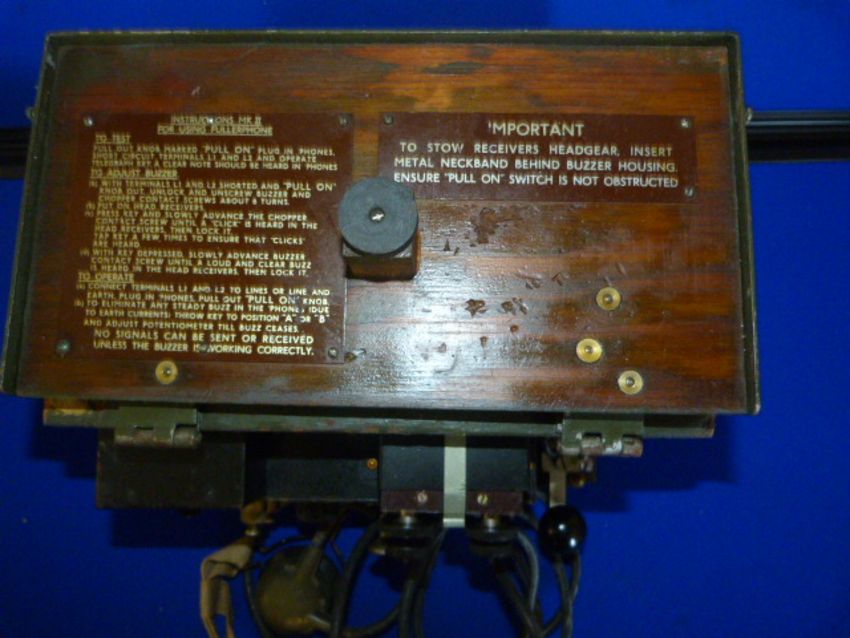 INSTRUCTIONS MK II
FOR USING FULLERPHONE
TO TEST
PULL OUT KNOB MARKED "PULL ON" PLUG IN 'PHONES,
SHORT CIRCUIT TERMINALS L1 AND L2 AND OPERATE
TELEGRAPH KEY. A CLEAR NOTE SHOULD BE HEARD IN 'PHONES
TO ADJUST BUZZER
(a) WITH TERMINALS L1 AND L2 SHORTED AND "PULL ON"
KNOB OUT, UNLOCK AND UNSCREW BUZZER AND
CHOPPER CONTACT SCREWS ABOUT 2 TURNS.
(b) PUT ON HEAD RECEIVERS.
(c) PRESS KEY AND SLOWLY ADVANCE THE CHOPPER
CONTACT SCREW UNTIL A "CLICK" IS HEARD IN THE
HEAD RECEIVERS, THEN LOCK IT.
TAP KEY A FEW TIMES TO ENSURE THAT "CLICKS"
ARE HEARD.
(d) WITH KEY DEPRESSED, SLOWLY ADVANCE BUZZER
CONTACT SCREW UNTIL A LOUD AND CLEAR BUZZ
IS HEARD IN THE HEAD RECEIVERS, THEN LOCK IT.
TO OPERATE
(a) CONNECT TERMINALS L1 AND L2 TO LINES OR LINE AND
EARTH, PLUG IN 'PHONES, PULL OUT "PULL ON" KNOB.
(b) TO ELIMINATE ANY STEADY BUZZ IN THE 'PHONES (DUE
TO EARTH CURRENTS) THROW KEY TO POSITION "A" OR "B"
AND ADJUST POTENTIOMETER TILL BUZZ CEASES.
NO SIGNALS CAN BE SENT OR RECEIVED
UNLESS THE BUZZER IS WORKING CORRECTLY.
IMPORTANT
TO STOW RECEIVERS HEADGEAR, INSERT
METAL NECKBAND BEHIND BUZZER HOUSING.
ENSURE "PULL ON" SWITCH IS NOT OBSTRUCTED